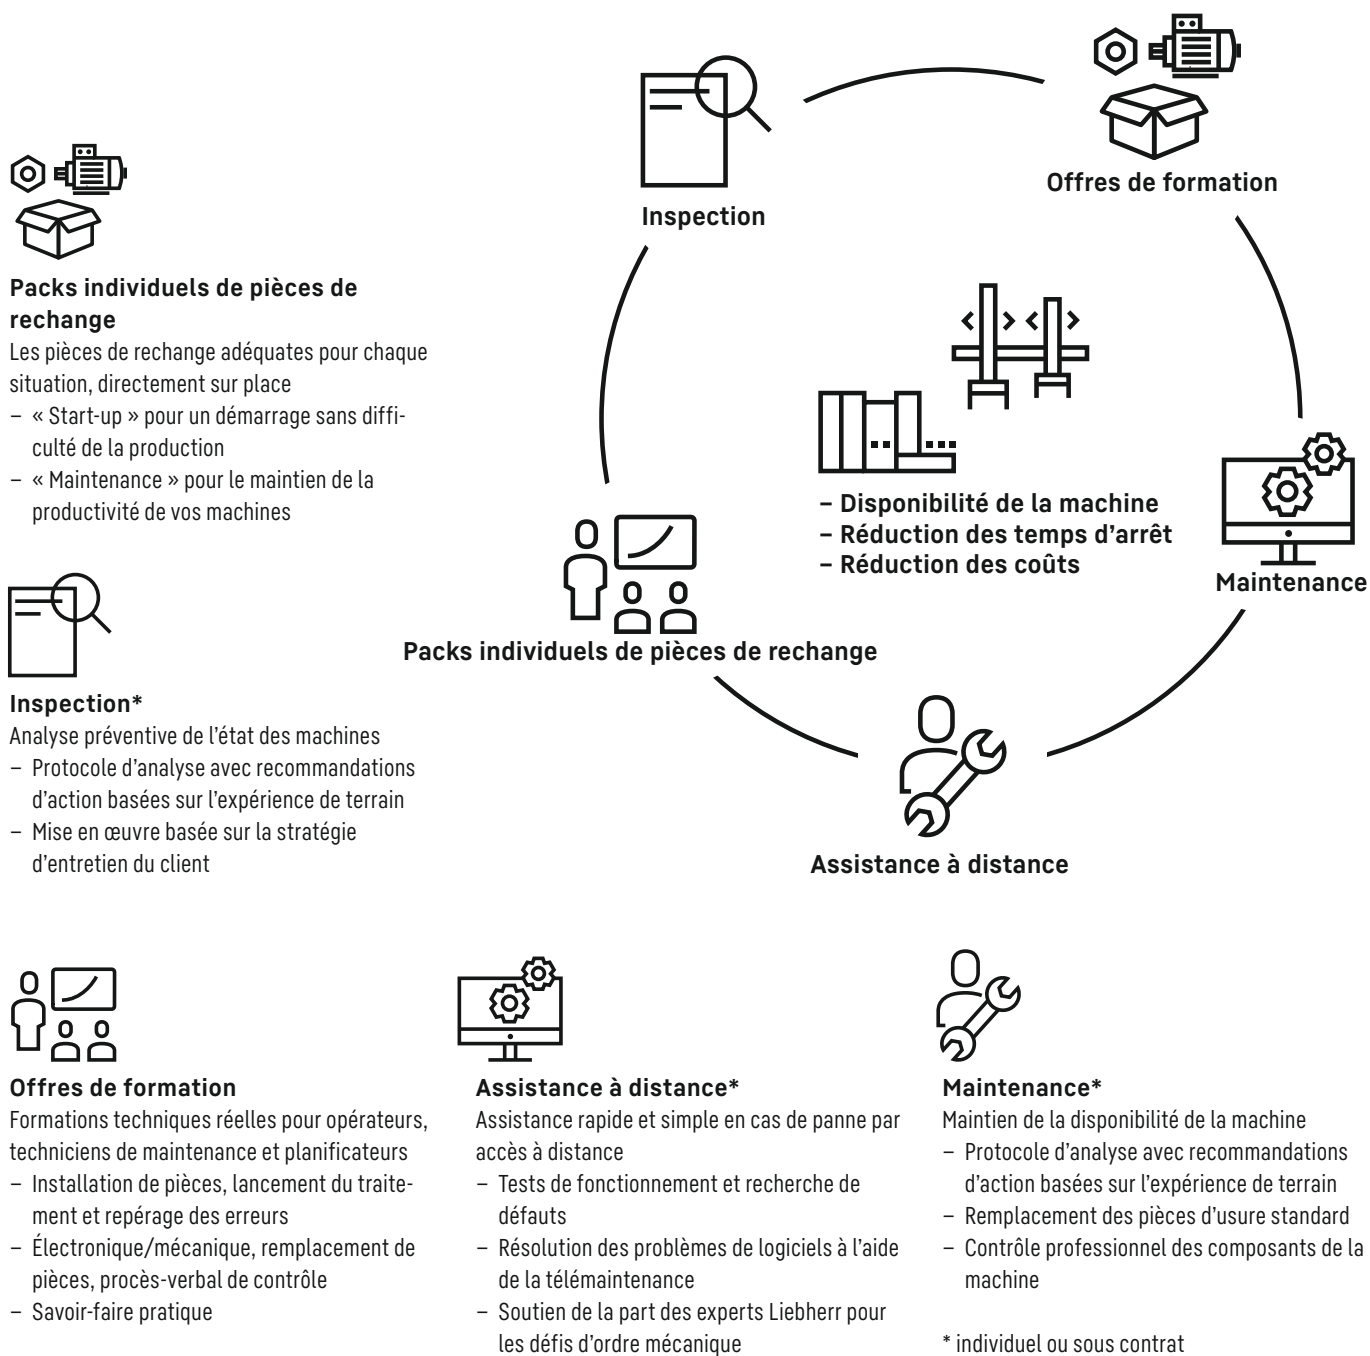 Inspection
Offres de formation
– Disponibilité de la machine
– Réduction des temps d’arrêt
– Réduction des coûts
Maintenance
Packs individuels de pièces de rechange
Assistance à distance
Packs individuels de pièces de
rechange
Les pièces de rechange adéquates pour chaque
situation, directement sur place
– « Start-up » pour un démarrage sans diffi-
culté de la production
– « Maintenance » pour le maintien de la
productivité de vos machines
Inspection*
Analyse préventive de l’état des machines
– Protocole d’analyse avec recommandations
d’action basées sur l’expérience de terrain
– Mise en œuvre basée sur la stratégie
d’entretien du client
Offres de formation
Formations techniques réelles pour opérateurs,
techniciens de maintenance et planificateurs
– Installation de pièces, lancement du traite-
ment et repérage des erreurs
– Électronique/mécanique, remplacement de
pièces, procès-verbal de contrôle
– Savoir-faire pratique
Assistance à distance*
Assistance rapide et simple en cas de panne par
accès à distance
– Tests de fonctionnement et recherche de
défauts
– Résolution des problèmes de logiciels à l’aide
de la télémaintenance
– Soutien de la part des experts Liebherr pour
les défis d’ordre mécanique
Maintenance*
Maintien de la disponibilité de la machine
– Protocole d’analyse avec recommandations
d’action basées sur l’expérience de terrain
– Remplacement des pièces d’usure standard
– Contrôle professionnel des composants de la
machine
* individuel ou sous contrat